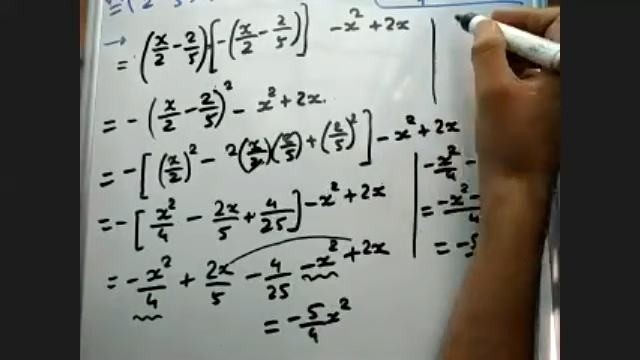 → = (x/2 - 2/5) [-(x/2 - 2/5)] - x² + 2x
= - (x/2 - 2/5)² - x² + 2x.
= - [(x/2)² - 2(x/2)(2/5) + (2/5)²] - x² + 2x
= - [x²/4 - 2x/5 + 4/25] - x² + 2x
= - x²/4 + 2x/5 - 4/25 - x² + 2x
= - 5/4 x²
- x²/4 -
= -x² -
= -5